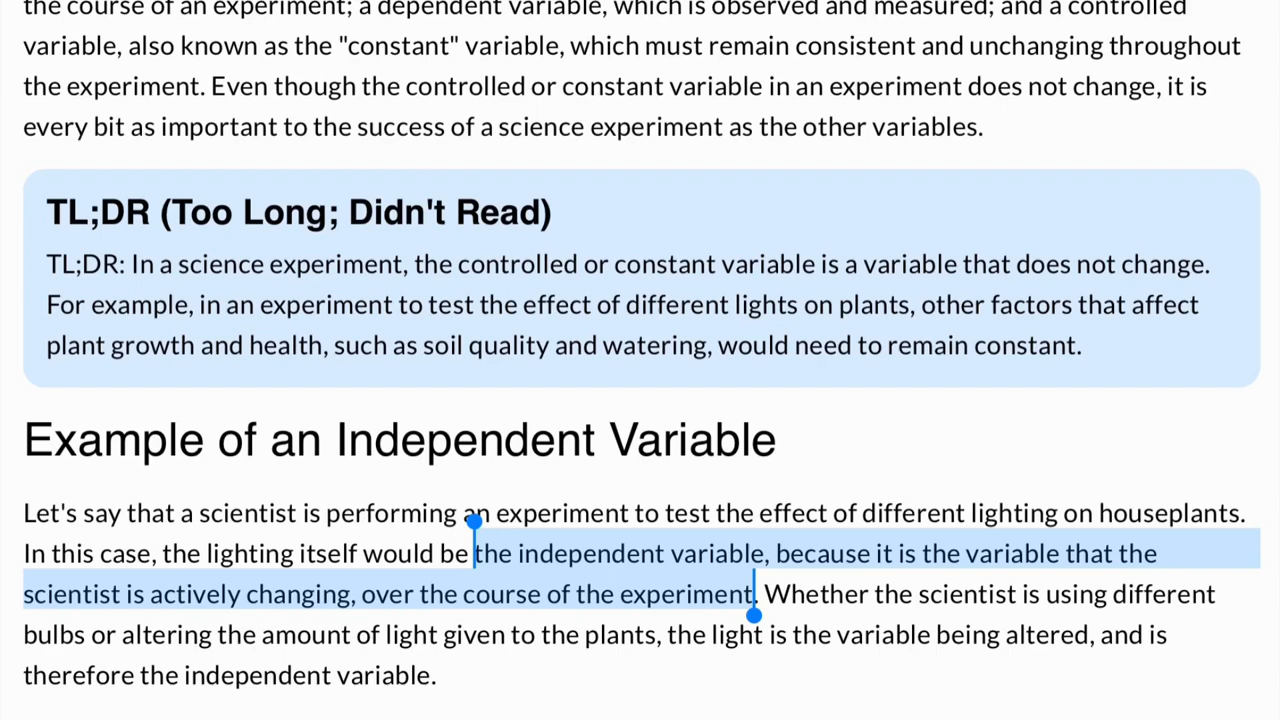 the course of an experiment; a dependent variable, which is observed and measured; and a controlled
variable, also known as the "constant" variable, which must remain consistent and unchanging throughout
the experiment. Even though the controlled or constant variable in an experiment does not change, it is
every bit as important to the success of a science experiment as the other variables.
TL;DR (Too Long; Didn't Read)
TL;DR: In a science experiment, the controlled or constant variable is a variable that does not change.
For example, in an experiment to test the effect of different lights on plants, other factors that affect
plant growth and health, such as soil quality and watering, would need to remain constant.
Example of an Independent Variable
Let's say that a scientist is performing an experiment to test the effect of different lighting on houseplants.
In this case, the lighting itself would be the independent variable, because it is the variable that the
scientist is actively changing, over the course of the experiment. Whether the scientist is using different
bulbs or altering the amount of light given to the plants, the light is the variable being altered, and is
therefore the independent variable.